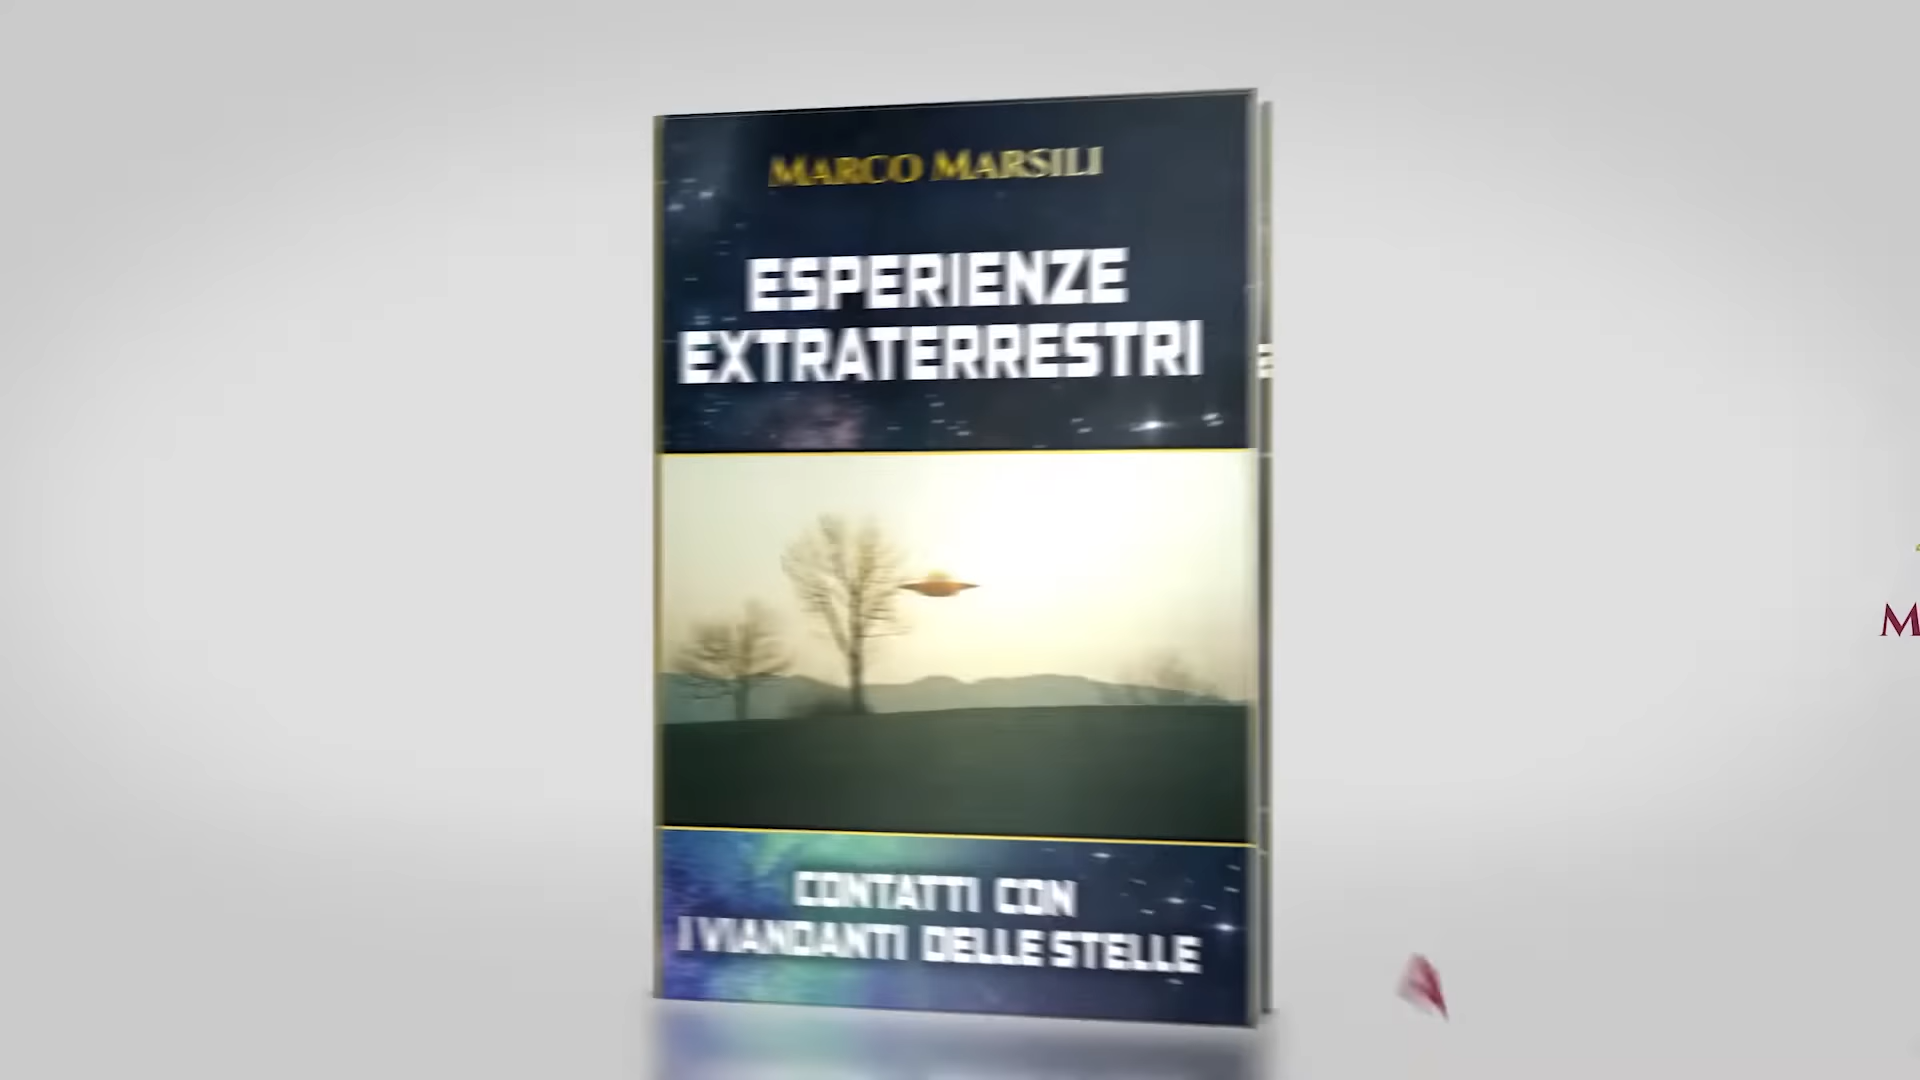 MARCO MARSILI
ESPERIENZE
EXTRATERRESTRI
CONTATTI CON
I VIANDANTI DELLE STELLE
M